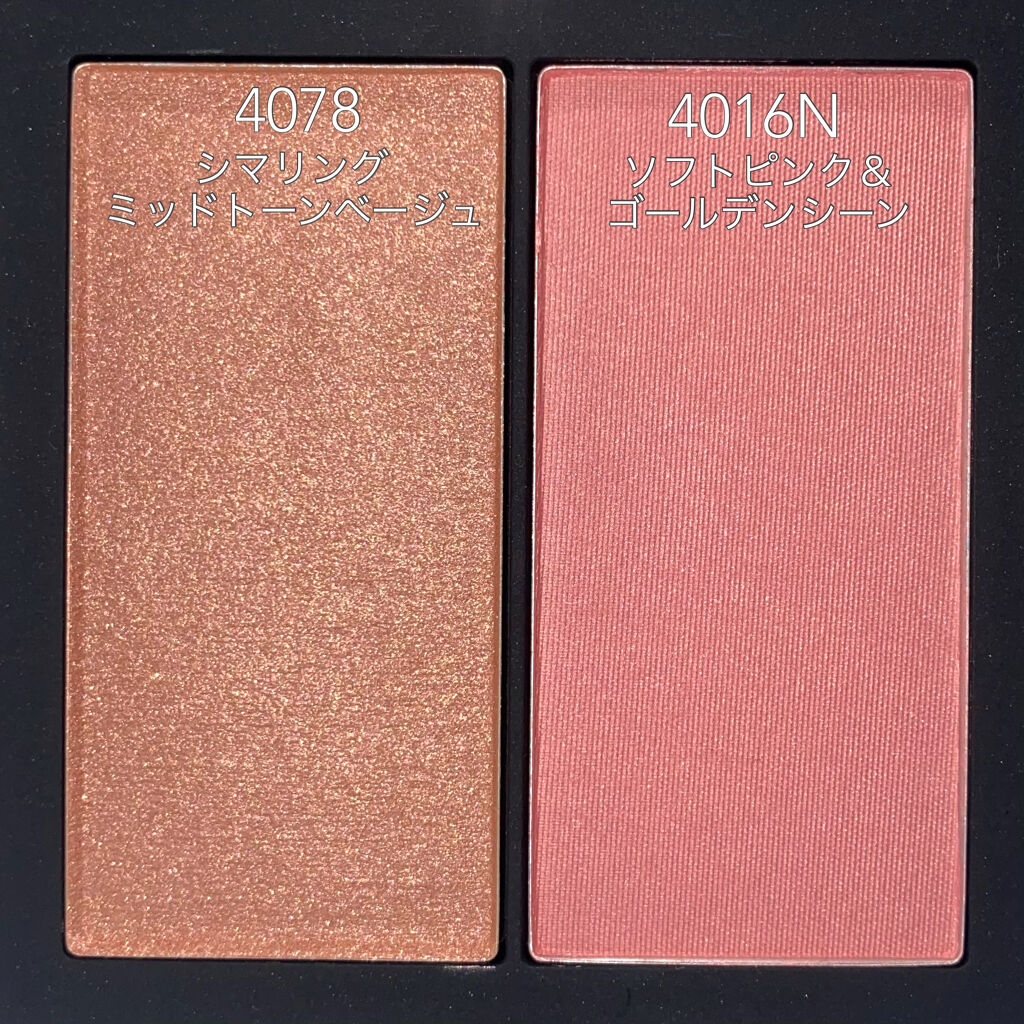 4078
シマリング
ミッドトーンベージュ
4016N
ソフトピンク＆
ゴールデンシーン